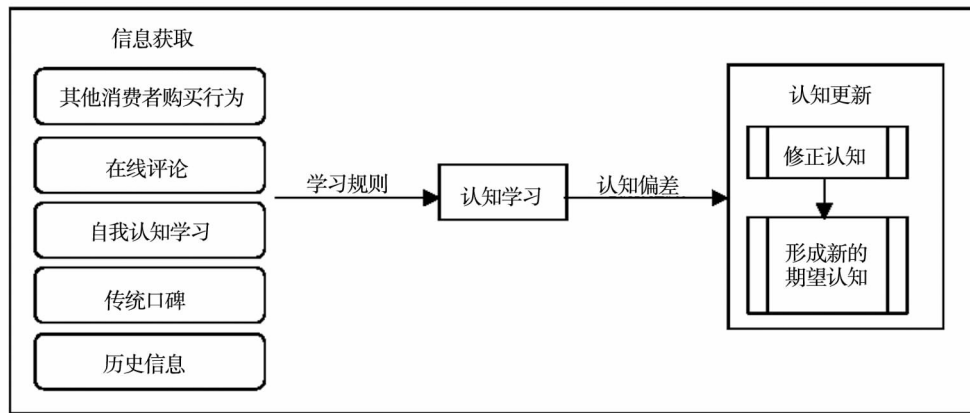 信息获取
其他消费者购买行为
在线评论
自我认知学习
传统口碑
历史信息
学习规则
认知学习
认知偏差
认知更新
修正认知
形成新的
期望认知